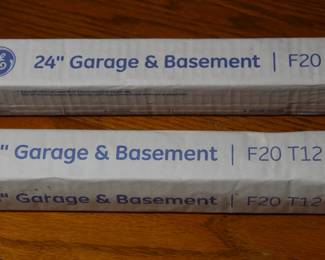 24" Garage & Basement | F20
" Garage & Basement | F20 T12
" Garage & Basement | F20 T12